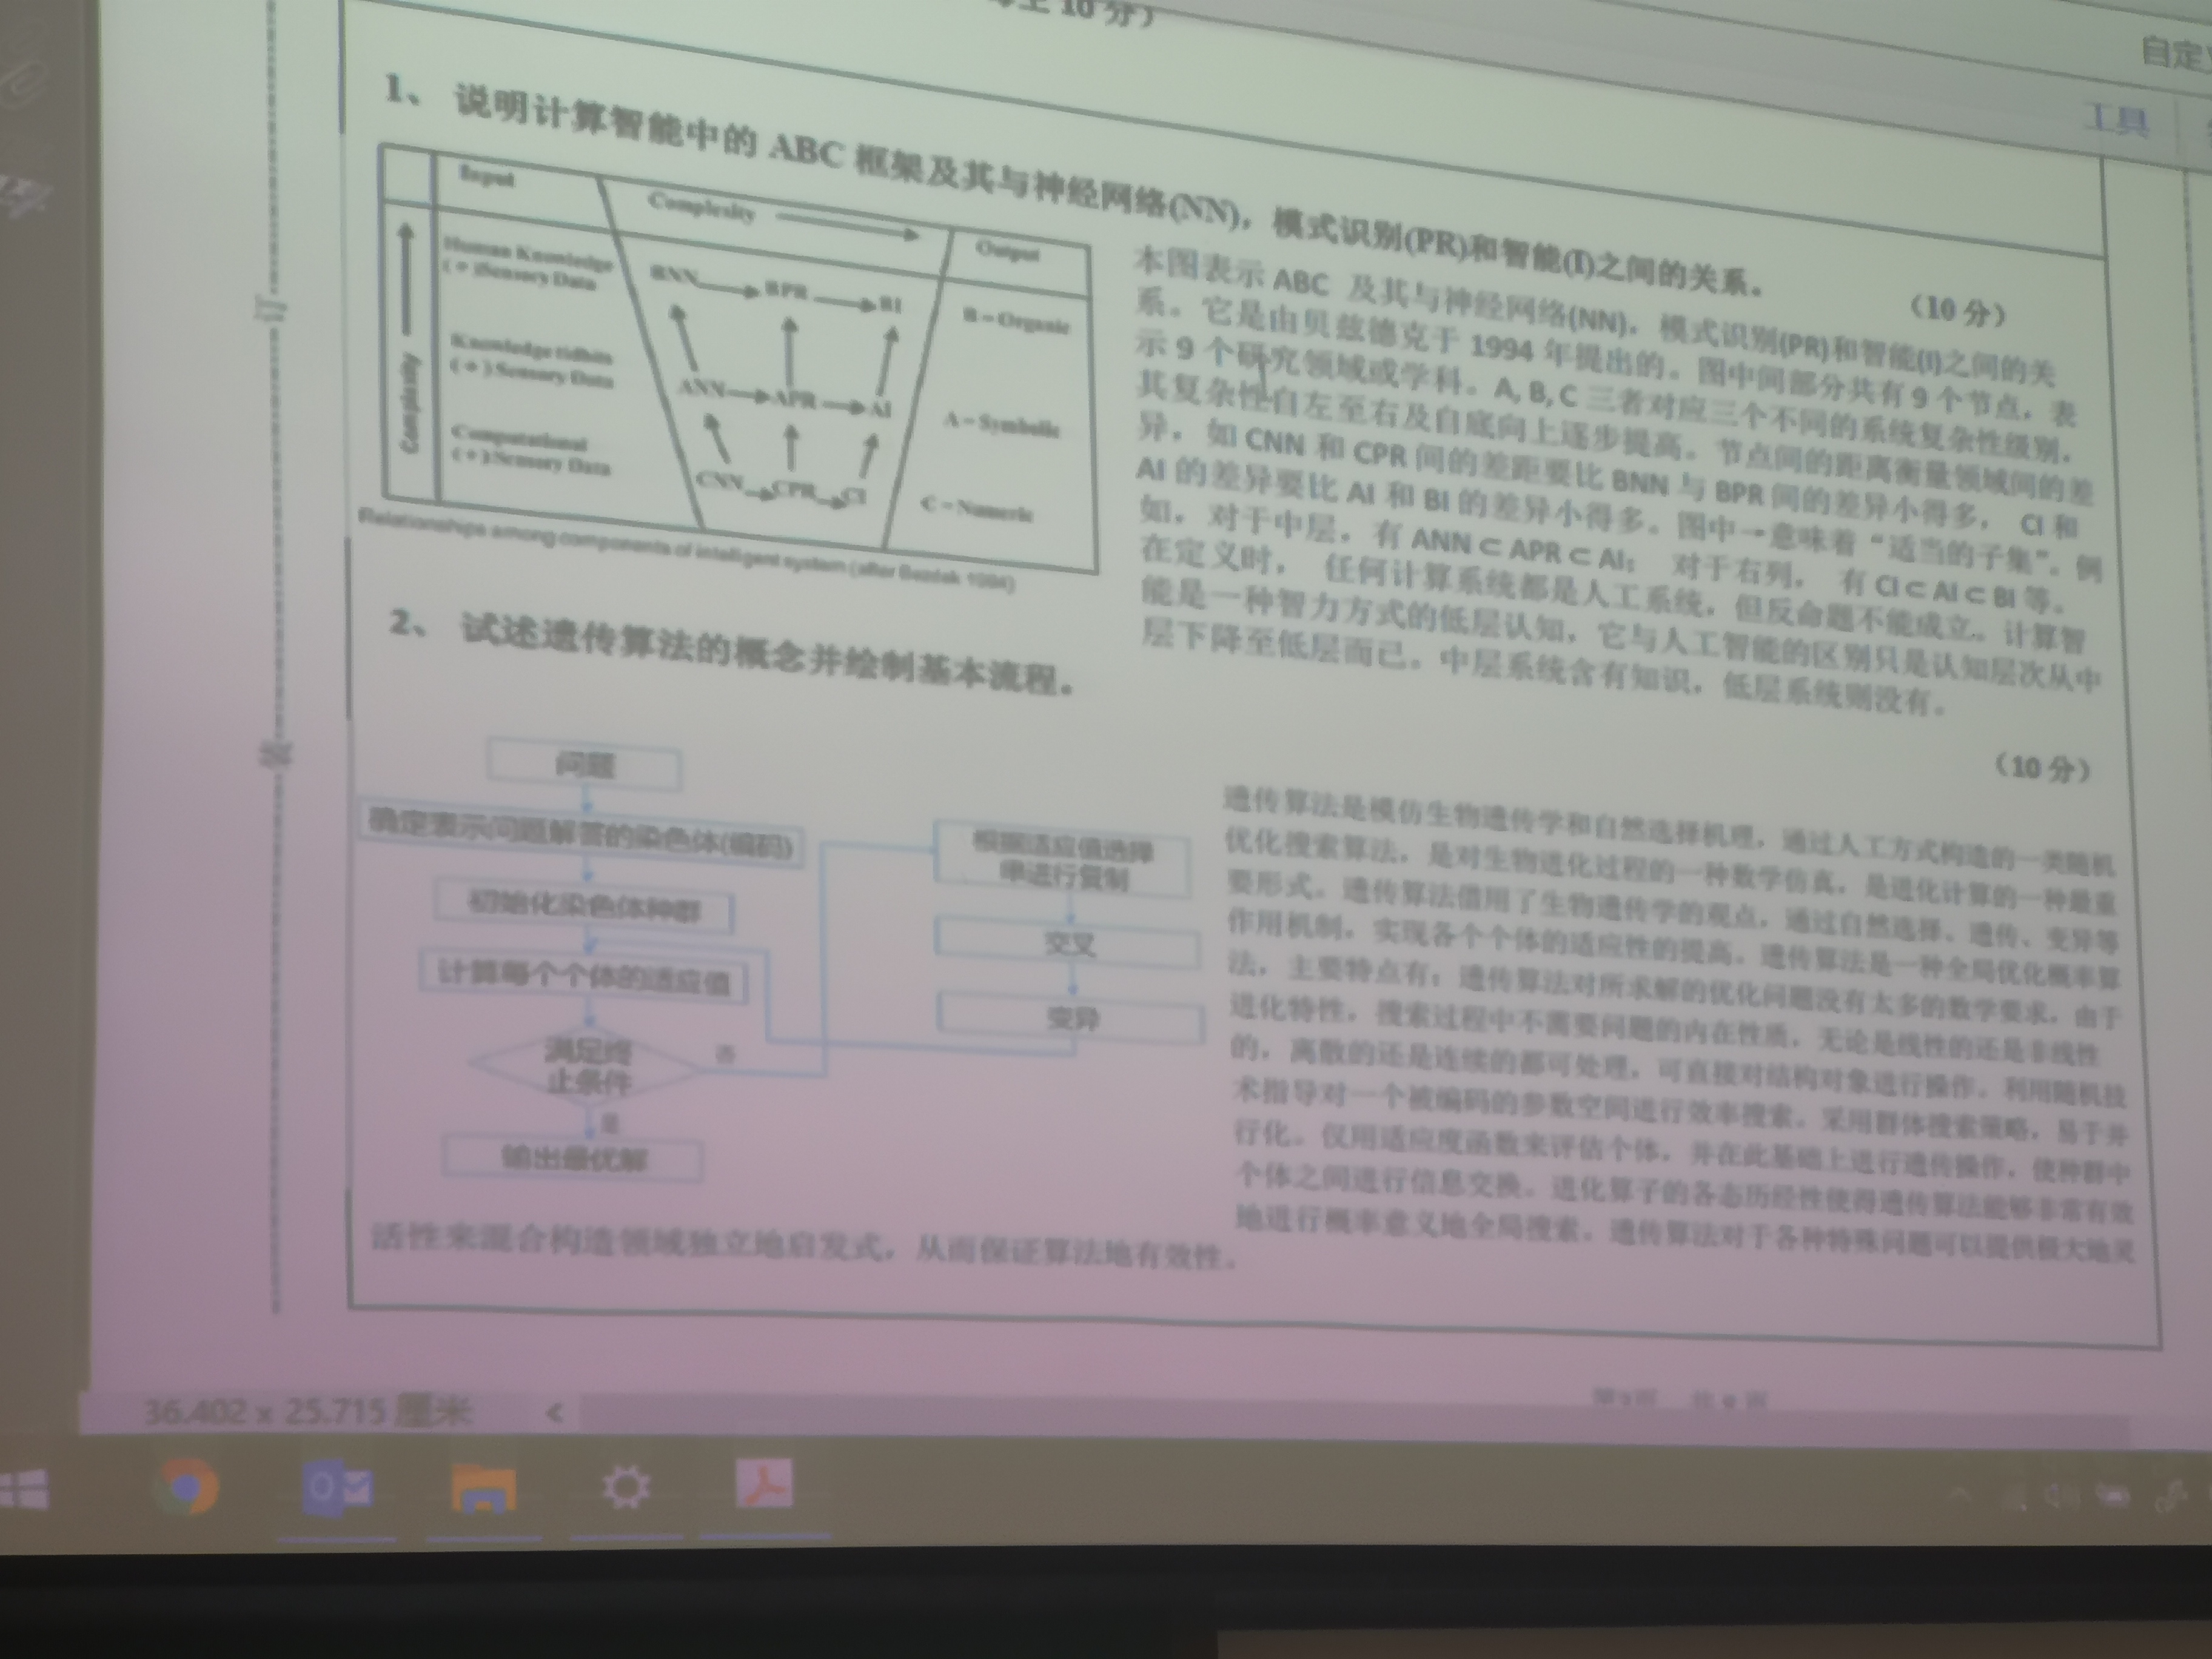 自定
工具
10 分）
1、 说明计算智能中的 ABC 框架及其与神经网络(NN)，模式识别(PR)和智能(I)之间的关系。
（10 分）
Input
Complexity
Output
Human Knowledge
(+)Sensory Data
Knowledge tidbits
(+) Sensory Data
Computational
(+) Sensory Data
Complexity
BNN
BPR
BI
ANN
APR
AI
CNN
CPR
CI
B – Organic
A – Symbolic
C – Numeric
Relationships among components of intelligent system (after Bezdek 1994)
本图表示 ABC 及其与神经网络(NN)，模式识别(PR)和智能(I)之间的关
系。它是由贝兹德克于 1994 年提出的。图中间部分共有 9 个节点，表
示 9 个研究领域或学科。A, B, C 三者对应三个不同的系统复杂性级别，
其复杂性自左至右及自底向上逐步提高。节点间的距离衡量领域间的差
异，如 CNN 和 CPR 间的差距要比 BNN 与 BPR 间的差异小得多， CI 和
AI 的差异要比 AI 和 BI 的差异小得多。图中→意味着“适当的子集”。例
如，对于中层，有 ANN ⊂ APR ⊂ AI； 对于右列， 有 CI ⊂ AI ⊂ BI 等。
在定义时， 任何计算系统都是人工系统，但反命题不能成立。计算智
能是一种智力方式的低层认知，它与人工智能的区别只是认知层次从中
层下降至低层而已。中层系统含有知识，低层系统则没有。
2、 试述遗传算法的概念并绘制基本流程。
（10 分）
问题
确定表示问题解答的染色体(编码)
初始化染色体种群
计算每个个体的适应值
满足终
止条件
否
是
输出最优解
根据适应值选择
串进行复制
交叉
变异
遗传算法是模仿生物遗传学和自然选择机理，通过人工方式构造的一类随机
优化搜索算法，是对生物进化过程的一种数学仿真，是进化计算的一种最重
要形式。遗传算法借用了生物遗传学的观点，通过自然选择、遗传、变异等
作用机制，实现各个个体的适应性的提高。遗传算法是一种全局优化概率算
法，主要特点有：遗传算法对所求解的优化问题没有太多的数学要求，由于
进化特性，搜索过程中不需要问题的内在性质，无论是线性的还是非线性
的，离散的还是连续的都可处理，可直接对结构对象进行操作。利用随机技
术指导对一个被编码的参数空间进行效率搜索。采用群体搜索策略，易于并
行化。仅用适应度函数来评估个体，并在此基础上进行遗传操作，使种群中
个体之间进行信息交换。进化算子的各态历经性使得遗传算法能够非常有效
地进行概率意义地全局搜索。遗传算法对于各种特殊问题可以提供极大地灵
活性来混合构造领域独立地启发式，从而保证算法地有效性。
订
装
36.402 x 25.715 厘米